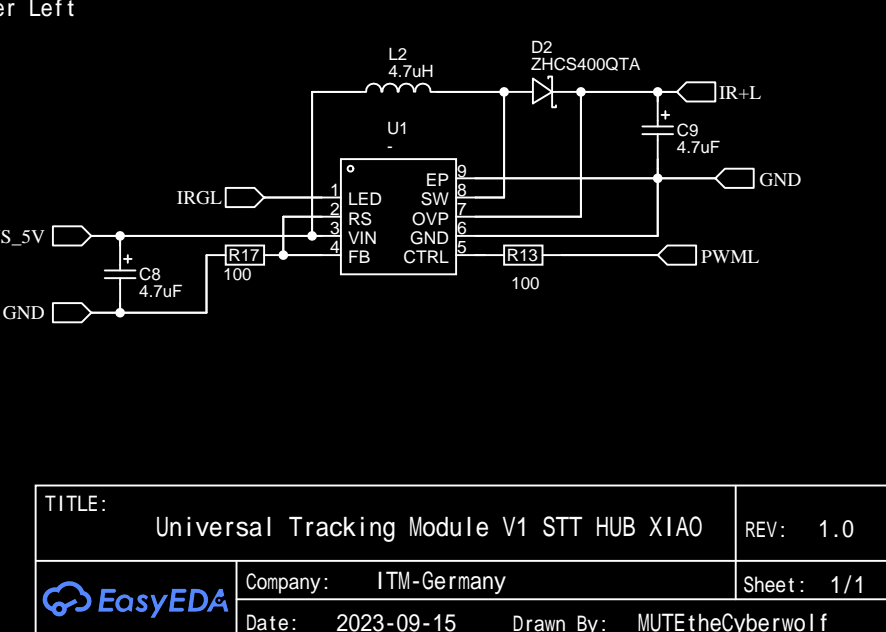 er Left
D2
ZHCS400QTA
L2
4.7uH
IR+L
C9
4.7uF
U1
-
IRGL
1 LED
2 RS
3 VIN
4 FB
EP 9
SW 8
OVP 7
GND 6
CTRL 5
GND
S_5V
C8
4.7uF
GND
R17
100
R13
100
PWML
+
+
TITLE:
Universal Tracking Module V1 STT HUB XIAO
REV: 1.0
EasyEDA
Company: ITM-Germany
Sheet: 1/1
Date: 2023-09-15 Drawn By: MUTEtheCyberwolf